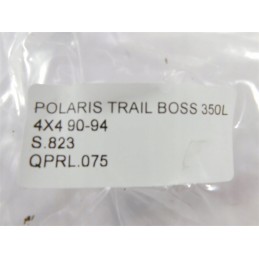 POLARIS TRAIL BOSS 350L
4X4 90-94
S.823
QPRL.075